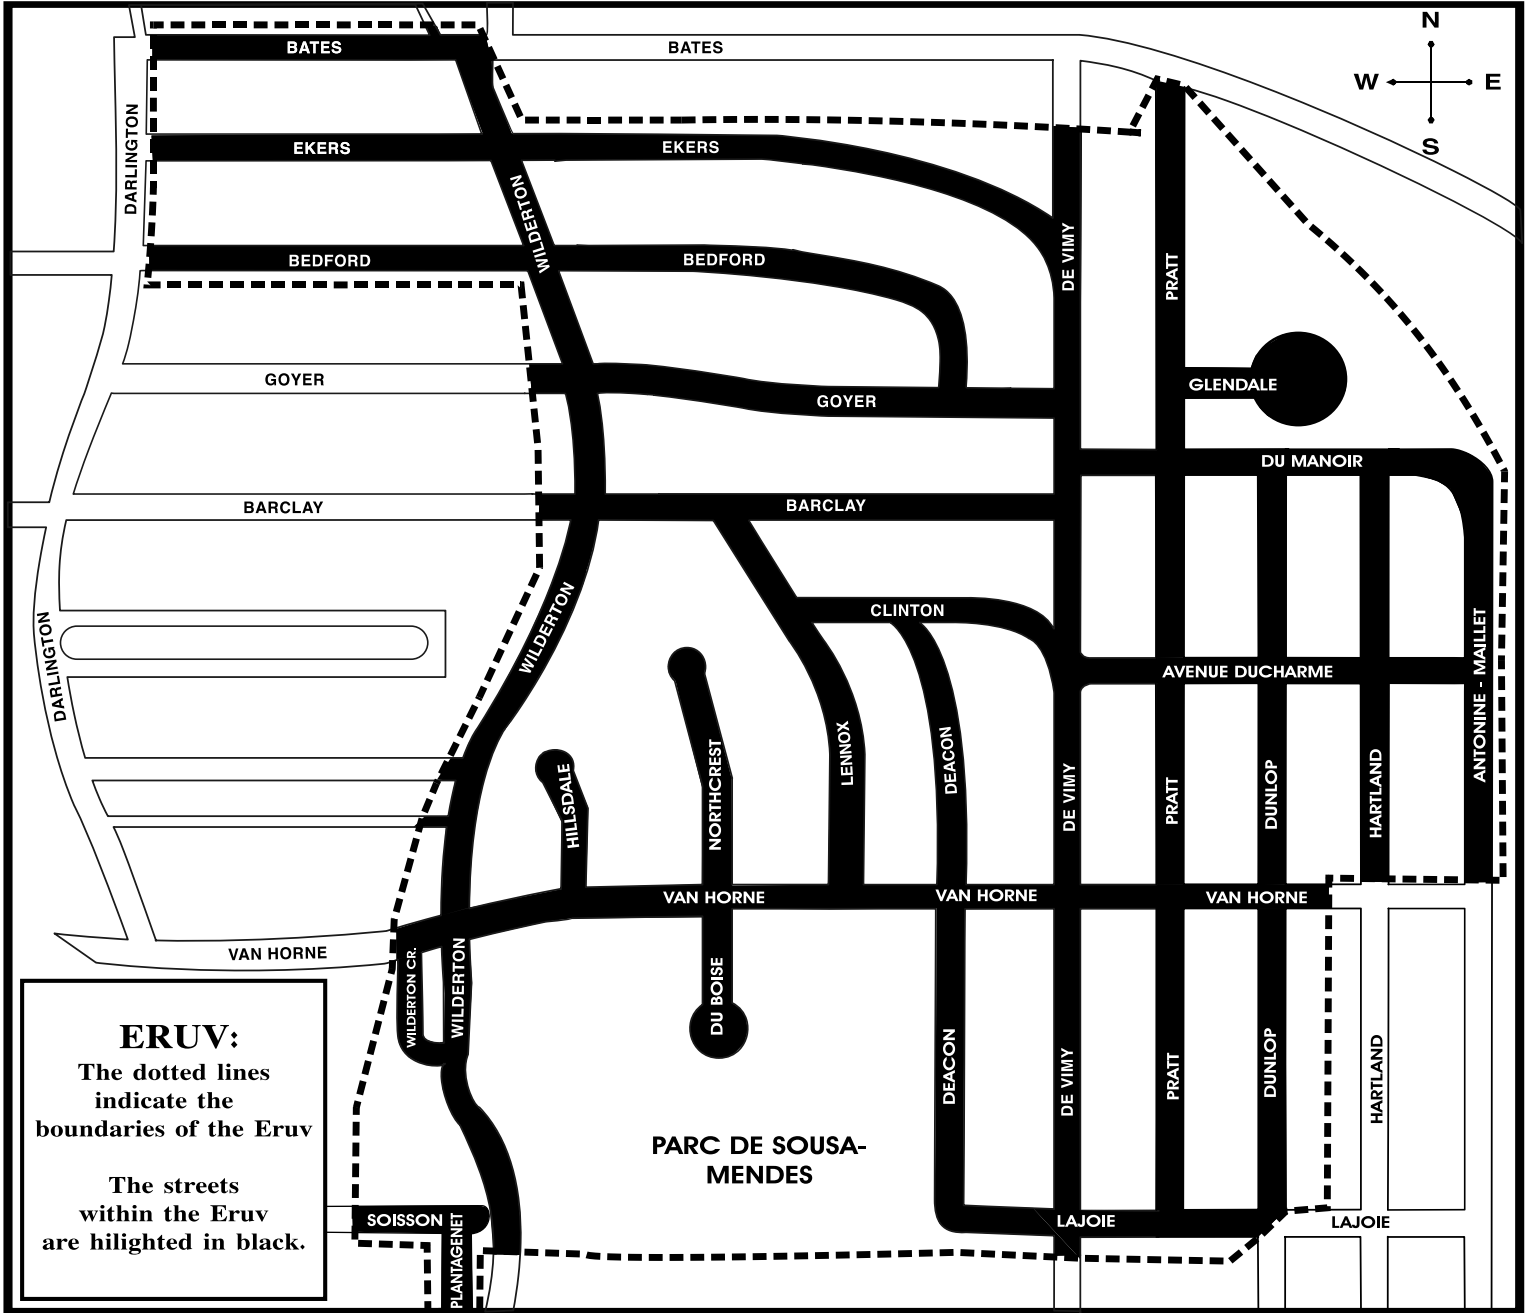 N
BATES
BATES
W
E
DARLINGTON
EKERS
EKERS
S
WILDERTON
BEDFORD
BEDFORD
DE VIMY
PRATT
GOYER
GOYER
GLENDALE
DU MANOIR
BARCLAY
BARCLAY
WILDERTON
CLINTON
DARLINGTON
AVENUE DUCHARME
ANTONINE - MAILLET
HILLSDALE
NORTHCREST
LENNOX
DEACON
DE VIMY
PRATT
DUNLOP
HARTLAND
VAN HORNE
VAN HORNE
VAN HORNE
VAN HORNE
WILDERTON CR.
WILDERTON
DU BOISE
DEACON
DE VIMY
PRATT
DUNLOP
HARTLAND
ERUV:
The dotted lines
indicate the
boundaries of the Eruv
The streets
within the Eruv
are hilighted in black.
PARC DE SOUSA-
MENDES
SOISSON
PLANTAGENET
LAJOIE
LAJOIE